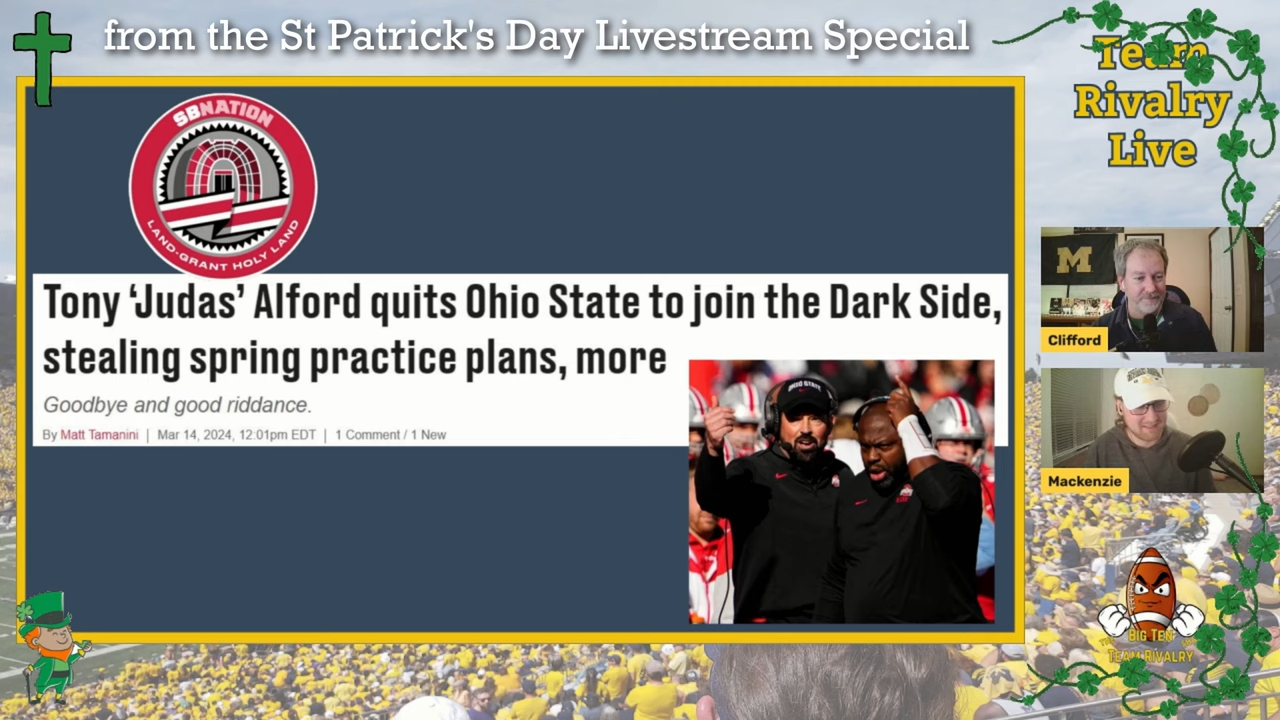 from the St Patrick's Day Livestream Special
Team
Rivalry
Live
SBNATION
LAND-GRANT HOLY LAND
Tony ‘Judas’ Alford quits Ohio State to join the Dark Side,
stealing spring practice plans, more
Goodbye and good riddance.
By Matt Tamanini | Mar 14, 2024, 12:01pm EDT | 1 Comment / 1 New
OHIO STATE
M
Clifford
Mackenzie
BIG TEN
TEAM RIVALRY